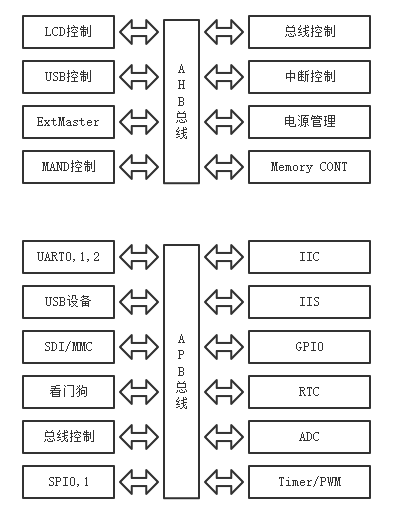 LCD控制
AHB总线
总线控制
USB控制
中断控制
ExtMaster
电源管理
MAND控制
Memory CONT
UART0,1,2
APB总线
IIC
USB设备
IIS
SDI/MMC
GPIO
看门狗
RTC
总线控制
ADC
SPI0,1
Timer/PWM